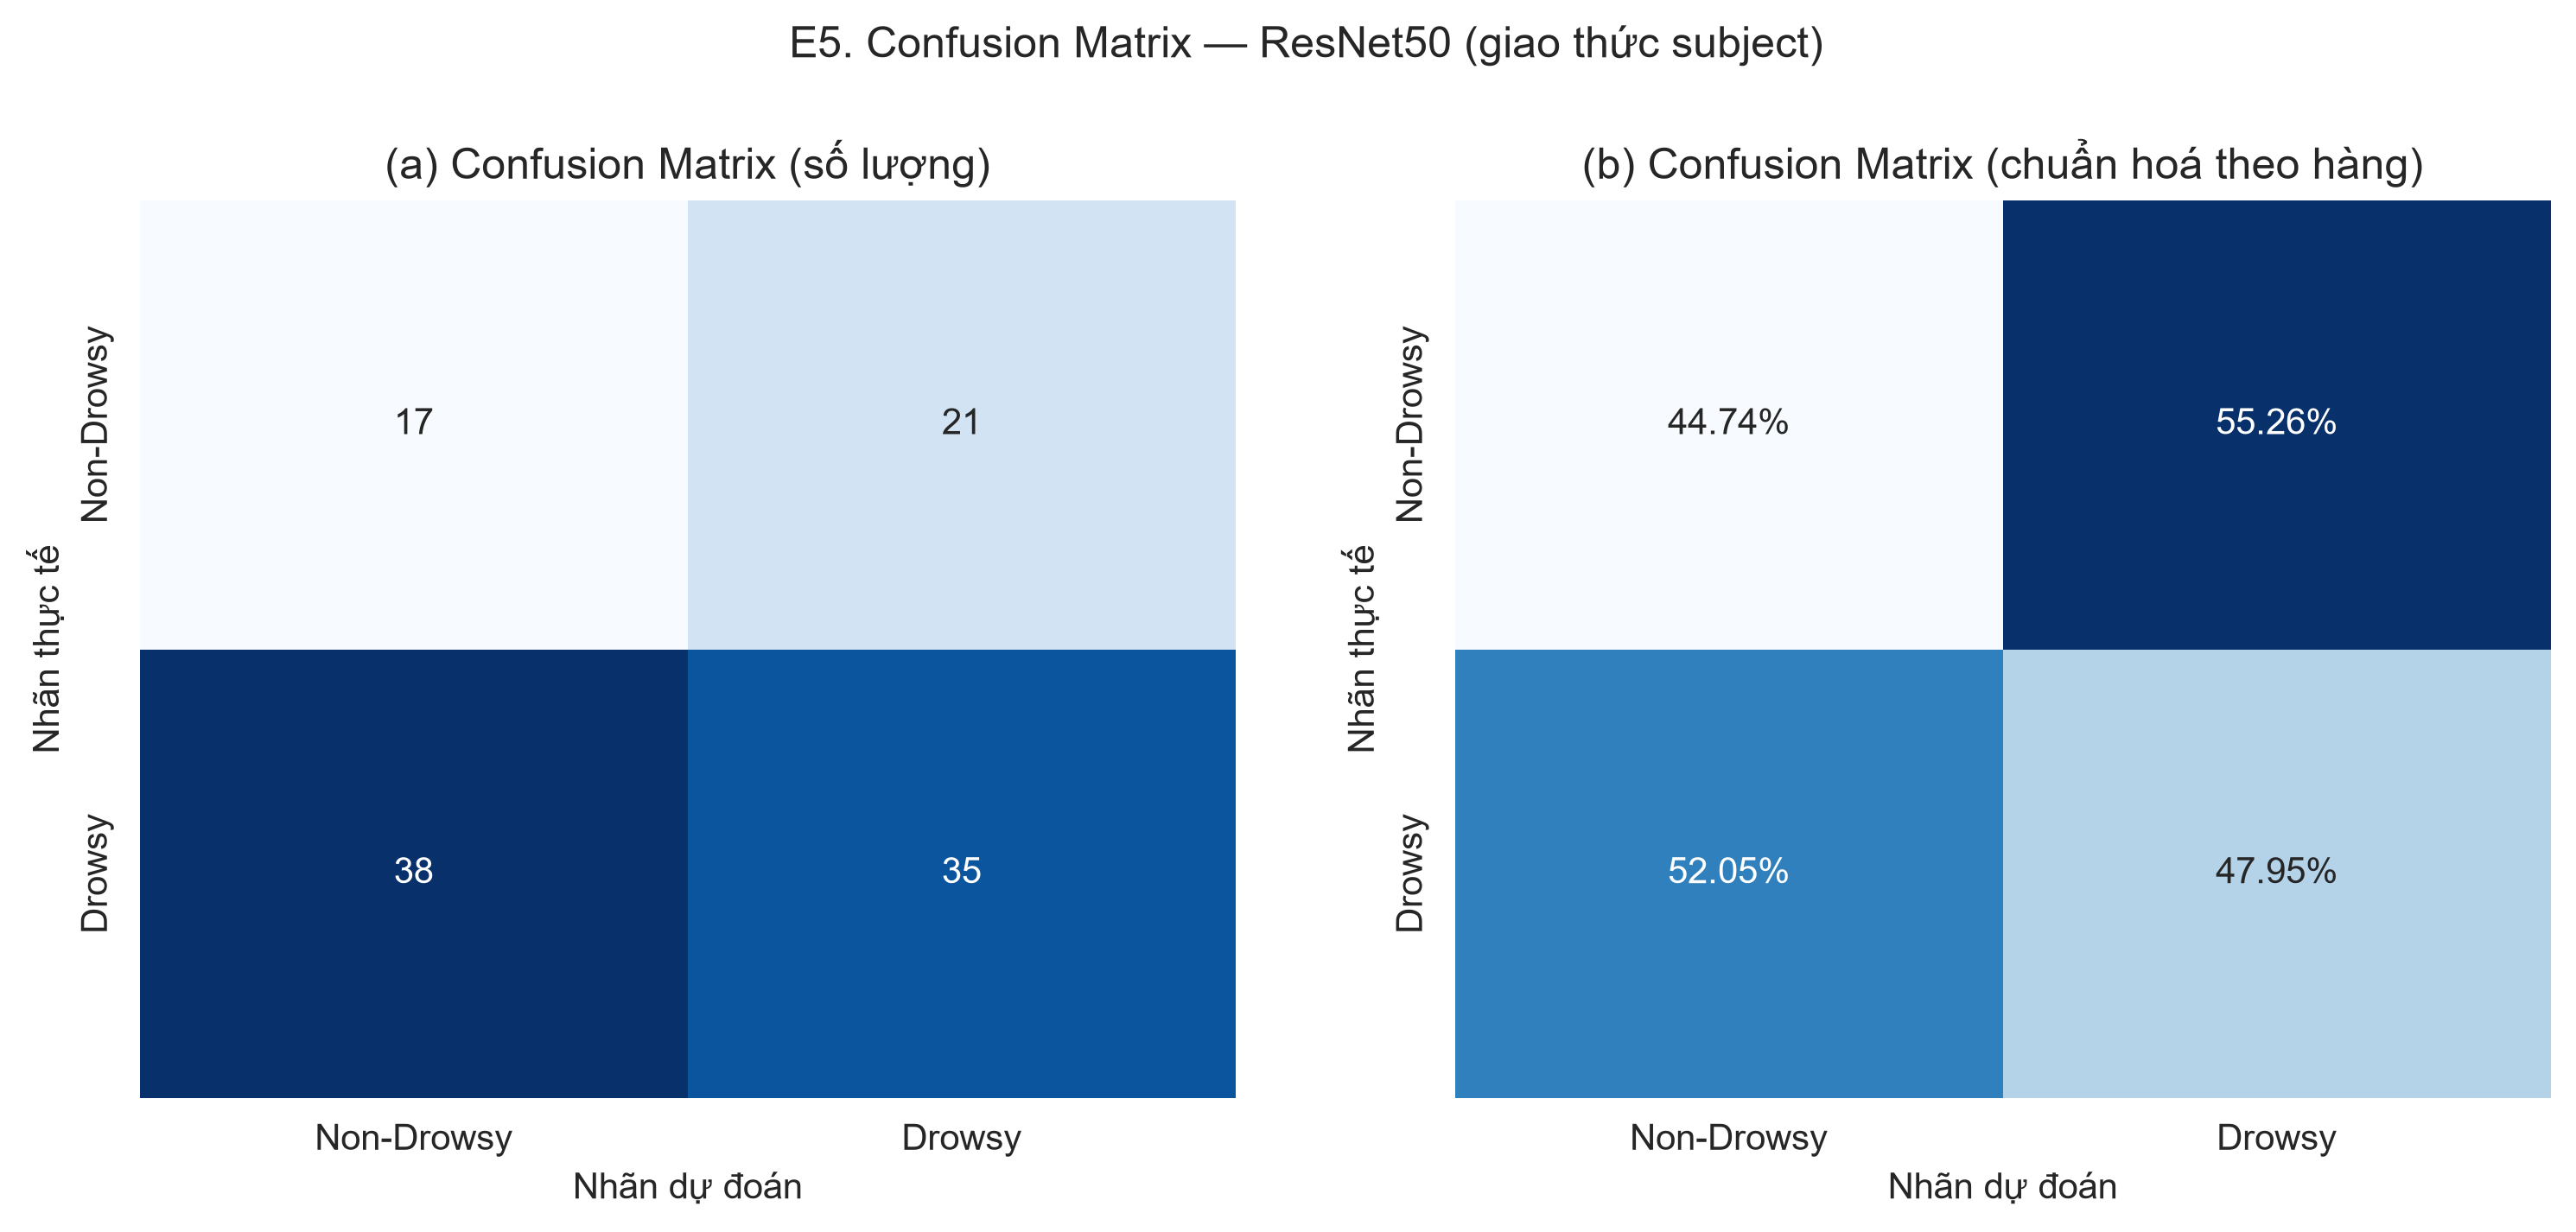 E5. Confusion Matrix — ResNet50 (giao thức subject)
(a) Confusion Matrix (số lượng)
Nhãn thực tế
Non-Drowsy
17
21
Drowsy
38
35
Non-Drowsy
Drowsy
Nhãn dự đoán
(b) Confusion Matrix (chuẩn hoá theo hàng)
Nhãn thực tế
Non-Drowsy
44.74%
55.26%
Drowsy
52.05%
47.95%
Non-Drowsy
Drowsy
Nhãn dự đoán